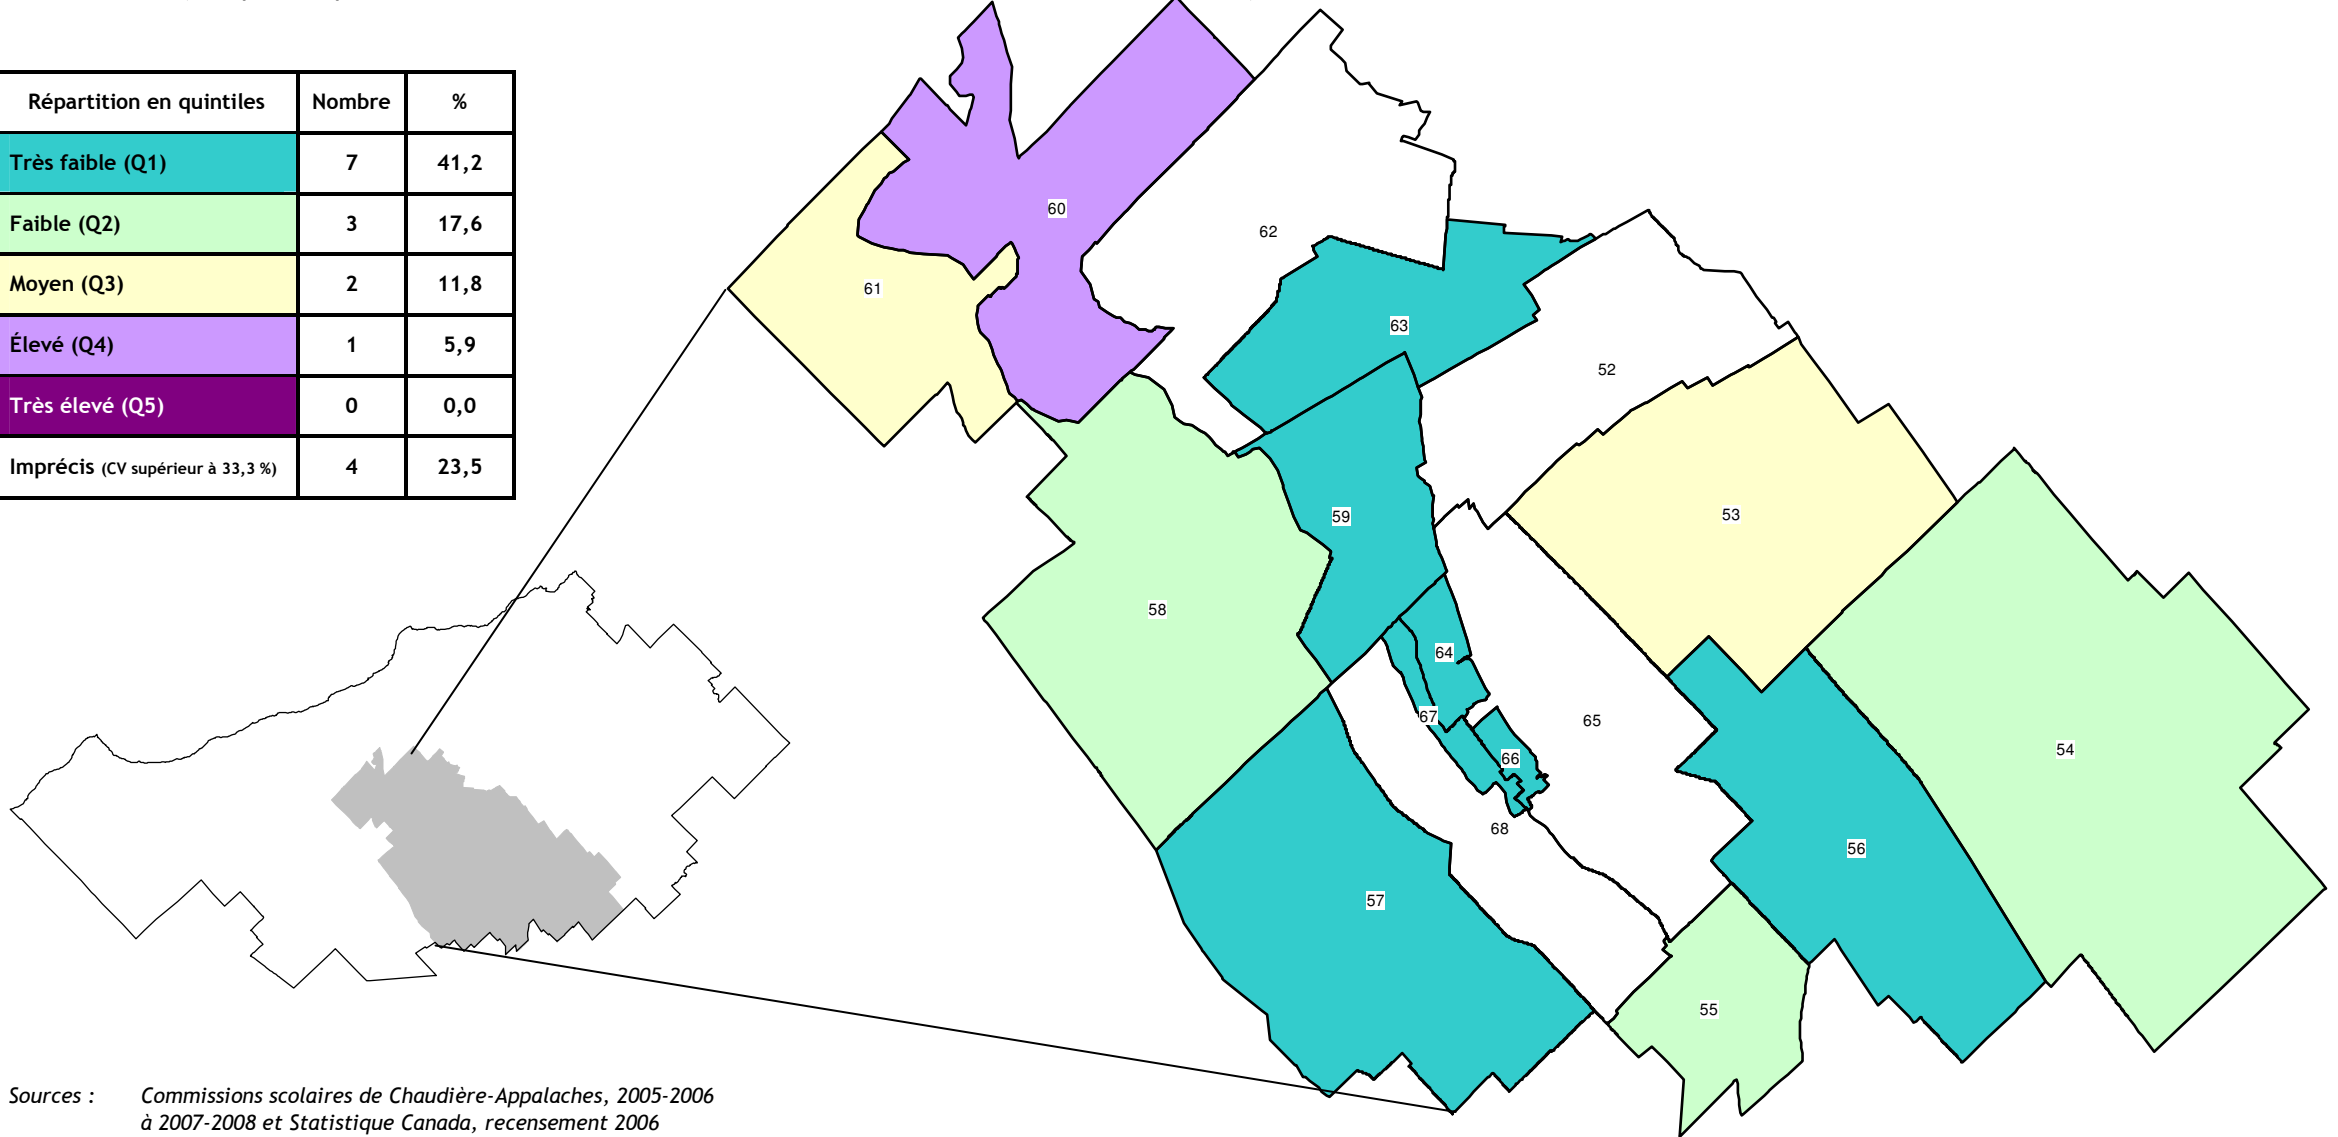 Répartition en quintiles Nombre %
Très faible (Q1) 7 41,2
Faible (Q2) 3 17,6
Moyen (Q3) 2 11,8
Élevé (Q4) 1 5,9
Très élevé (Q5) 0 0,0
Imprécis (CV supérieur à 33,3 %) 4 23,5
60
62
61
63
52
53
59
58
64
67
65
66
54
68
56
57
55
Sources : Commissions scolaires de Chaudière-Appalaches, 2005-2006
à 2007-2008 et Statistique Canada, recensement 2006